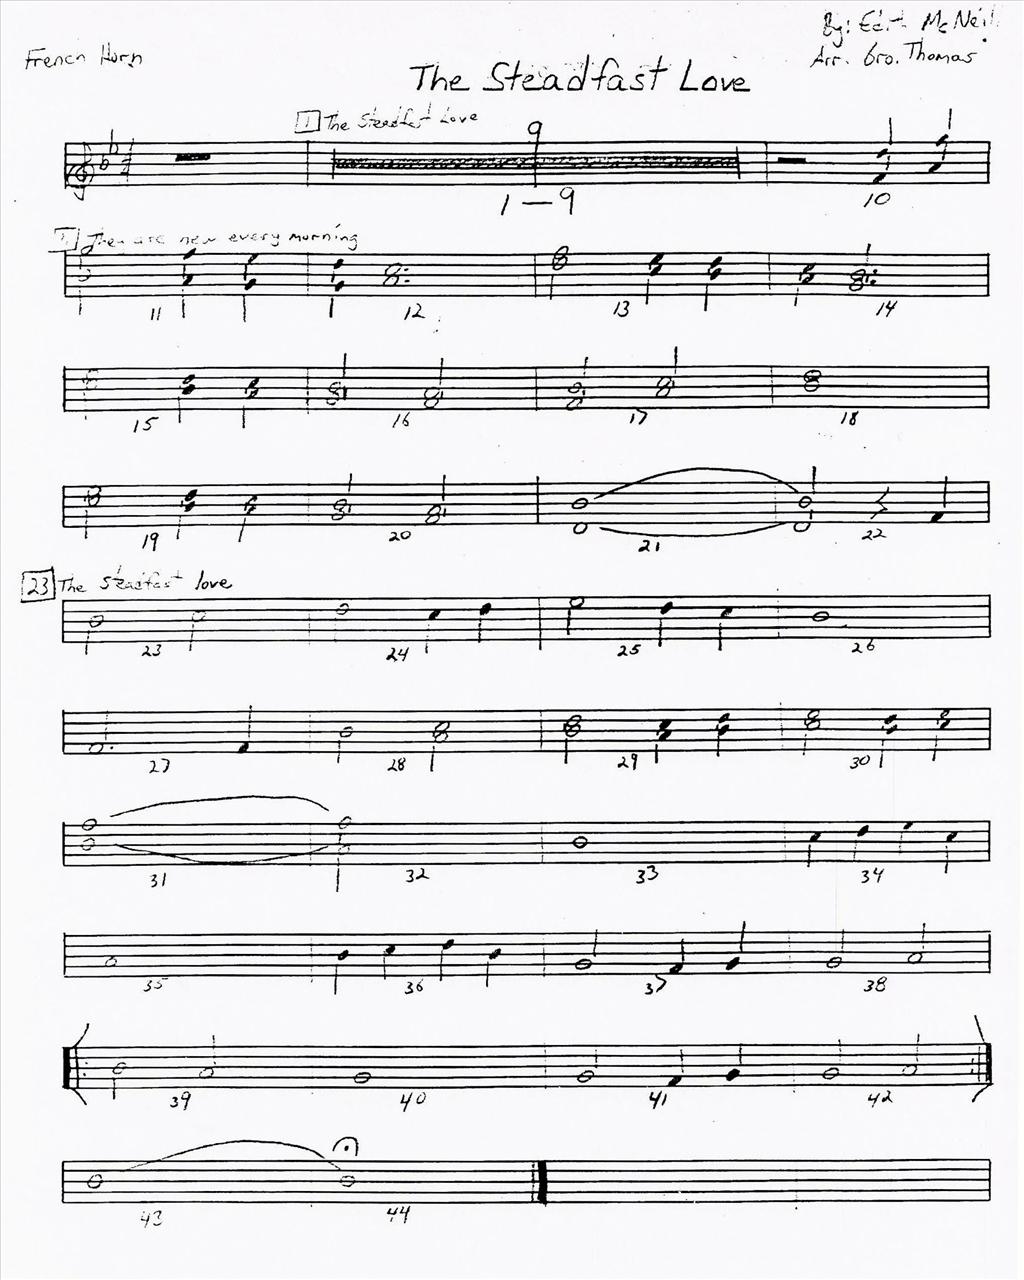 By: Edith McNeill
French Horn
Arr. Bro. Thomas
The Steadfast Love
1 The Steadfast Love
9
1 — 9
10
They are new every morning
11 12 13 14
15 16 17 18
19 20 21 22
23 The Steadfast love
23 24 25 26
27 28 29 30
31 32 33 34
35 36 37 38
39 40 41 42
43 44